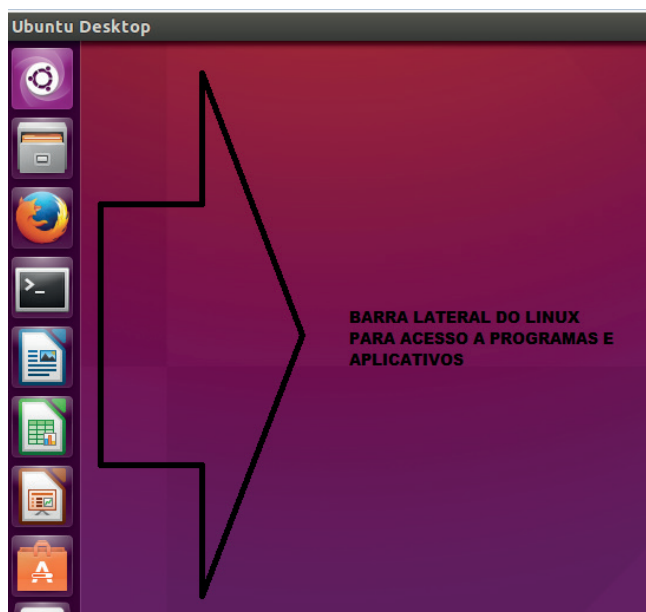 Ubuntu Desktop
BARRA LATERAL DO LINUX
PARA ACESSO A PROGRAMAS E
APLICATIVOS